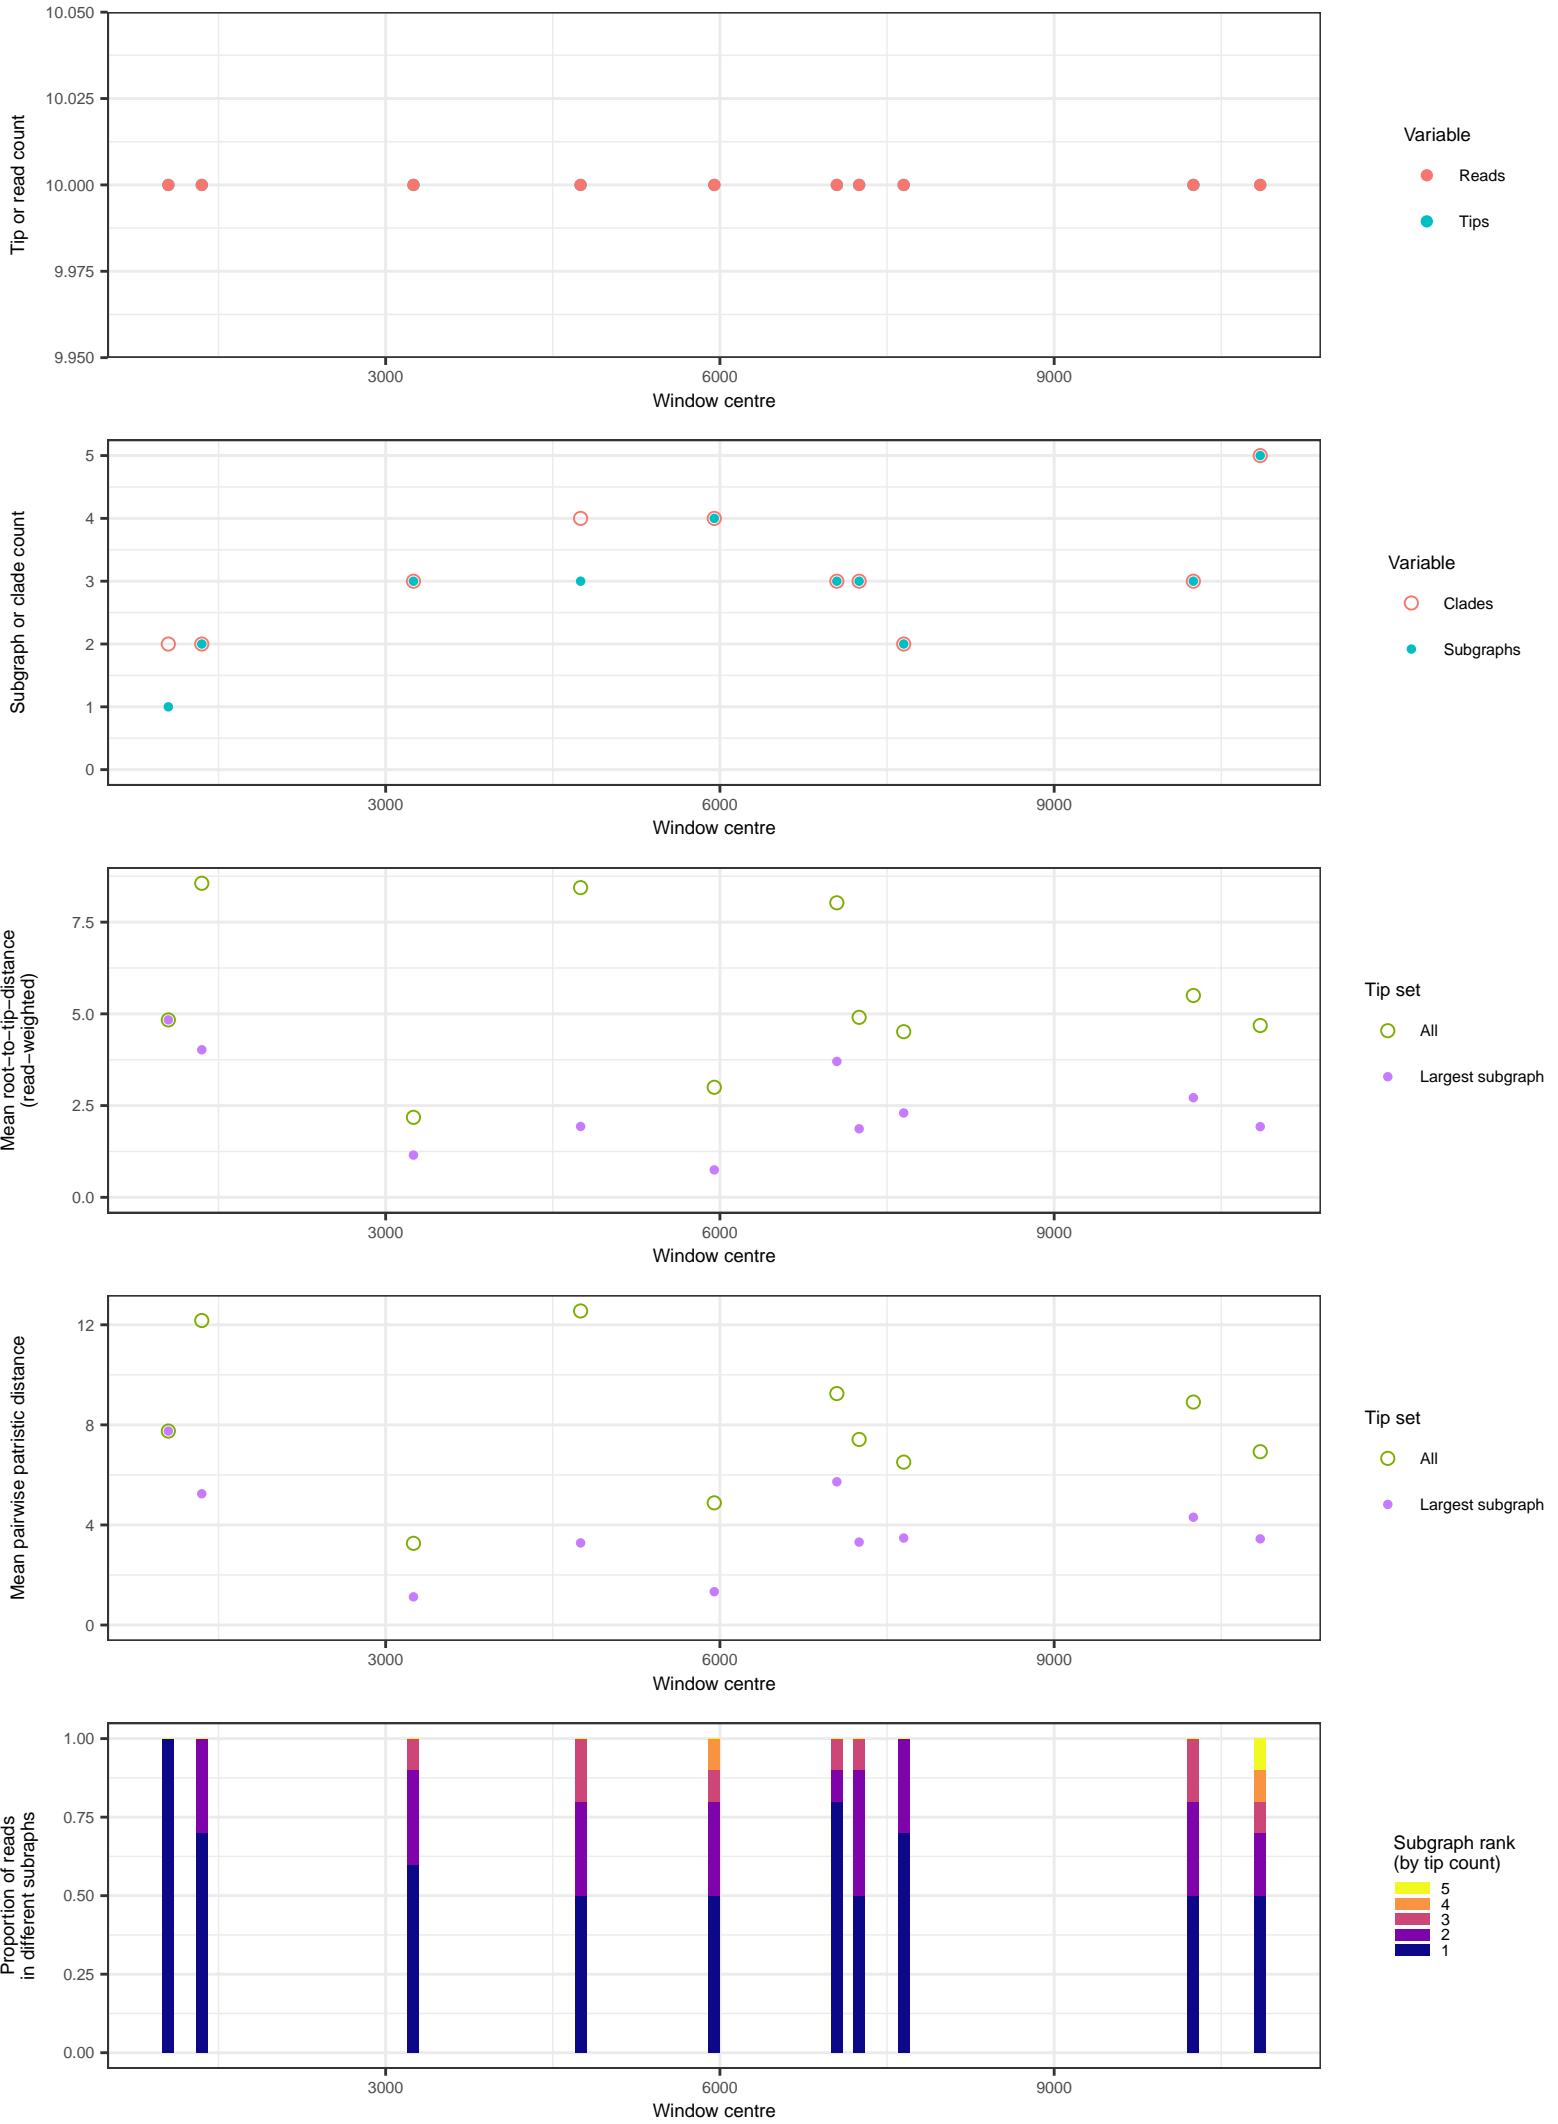 10.050
10.025
10.000
9.975
9.950
Tip or read count
3000
6000
9000
Window centre
Variable
Reads
Tips
5
4
3
2
1
0
Subgraph or clade count
3000
6000
9000
Window centre
Variable
Clades
Subgraphs
7.5
5.0
2.5
0.0
Mean root−to−tip−distance
(read−weighted)
3000
6000
9000
Window centre
Tip set
All
Largest subgraph
12
8
4
0
Mean pairwise patristic distance
3000
6000
9000
Window centre
Tip set
All
Largest subgraph
1.00
0.75
0.50
0.25
0.00
Proportion of reads
in different subraphs
3000
6000
9000
Window centre
Subgraph rank
(by tip count)
5
4
3
2
1